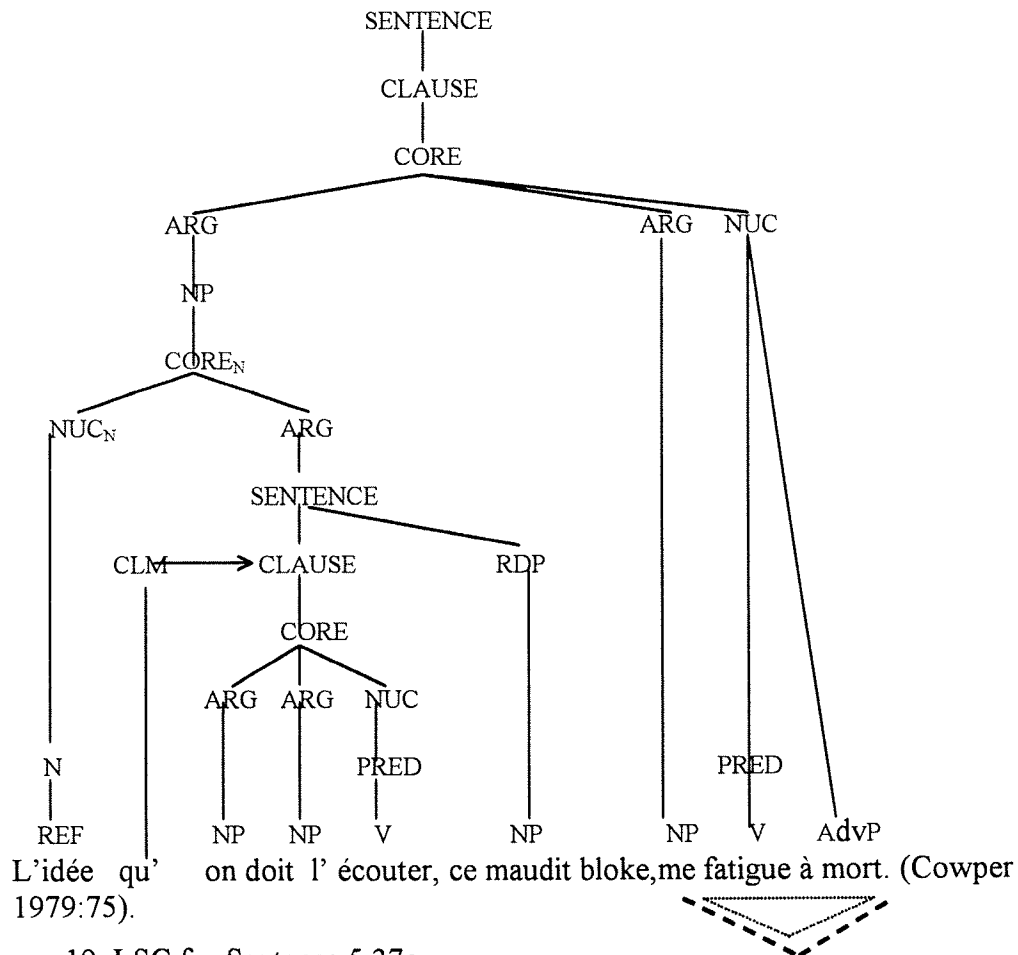 SENTENCE
CLAUSE
CORE
ARG ARG NUC
NP
COREN
NUCN ARG
SENTENCE
CLM CLAUSE RDP
CORE
ARG ARG NUC
N PRED PRED
REF NP NP V NP NP V AdvP
L'idée qu' on doit l' écouter, ce maudit bloke,me fatigue à mort. (Cowper
1979:75).